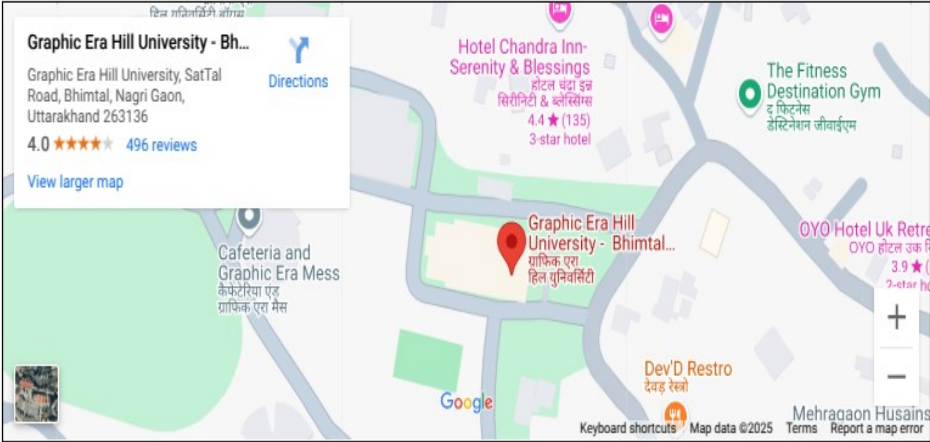 हिल यूनिवर्सिटी बॉयस
Graphic Era Hill University - Bh...
Graphic Era Hill University, SatTal
Road, Bhimtal, Nagri Gaon,
Uttarakhand 263136
4.0 496 reviews
View larger map
Directions
Hotel Chandra Inn-
Serenity & Blessings
होटल चंद्रा इन्न
सिरीनिटी & ब्लेस्सिंग्स
4.4 ★ (135)
3-star hotel
The Fitness
Destination Gym
द फिटनेस
डेस्टिनेशन जीवाईएम
Graphic Era Hill
University - Bhimtal...
ग्राफिक एरा
हिल यूनिवर्सिटी
OYO Hotel Uk Retre
OYO होटल उक
3.9 ★
2-star
Cafeteria and
Graphic Era Mess
कैफेटेरिया एंड
ग्राफिक एरा मैस
Dev'D Restro
देवड़ रेस्त्रो
Mehragaon Husains
Google
Keyboard shortcuts Map data ©2025 Terms Report a map error